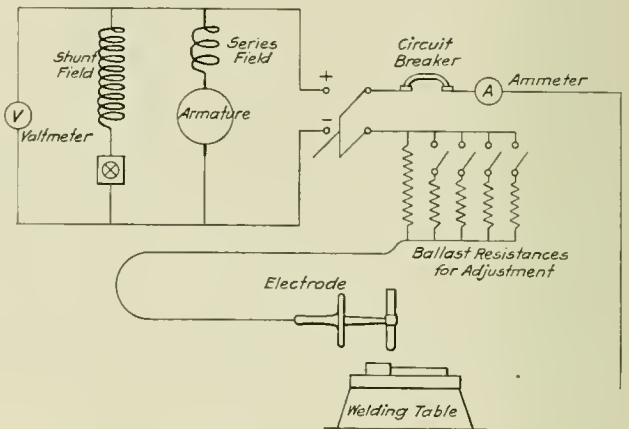 Shunt
Field
Series
Field
Circuit
Breaker
+
A
Ammeter
V
Voltmeter
Armature
-
Ballast Resistances
for Adjustment
Electrode
Welding Table